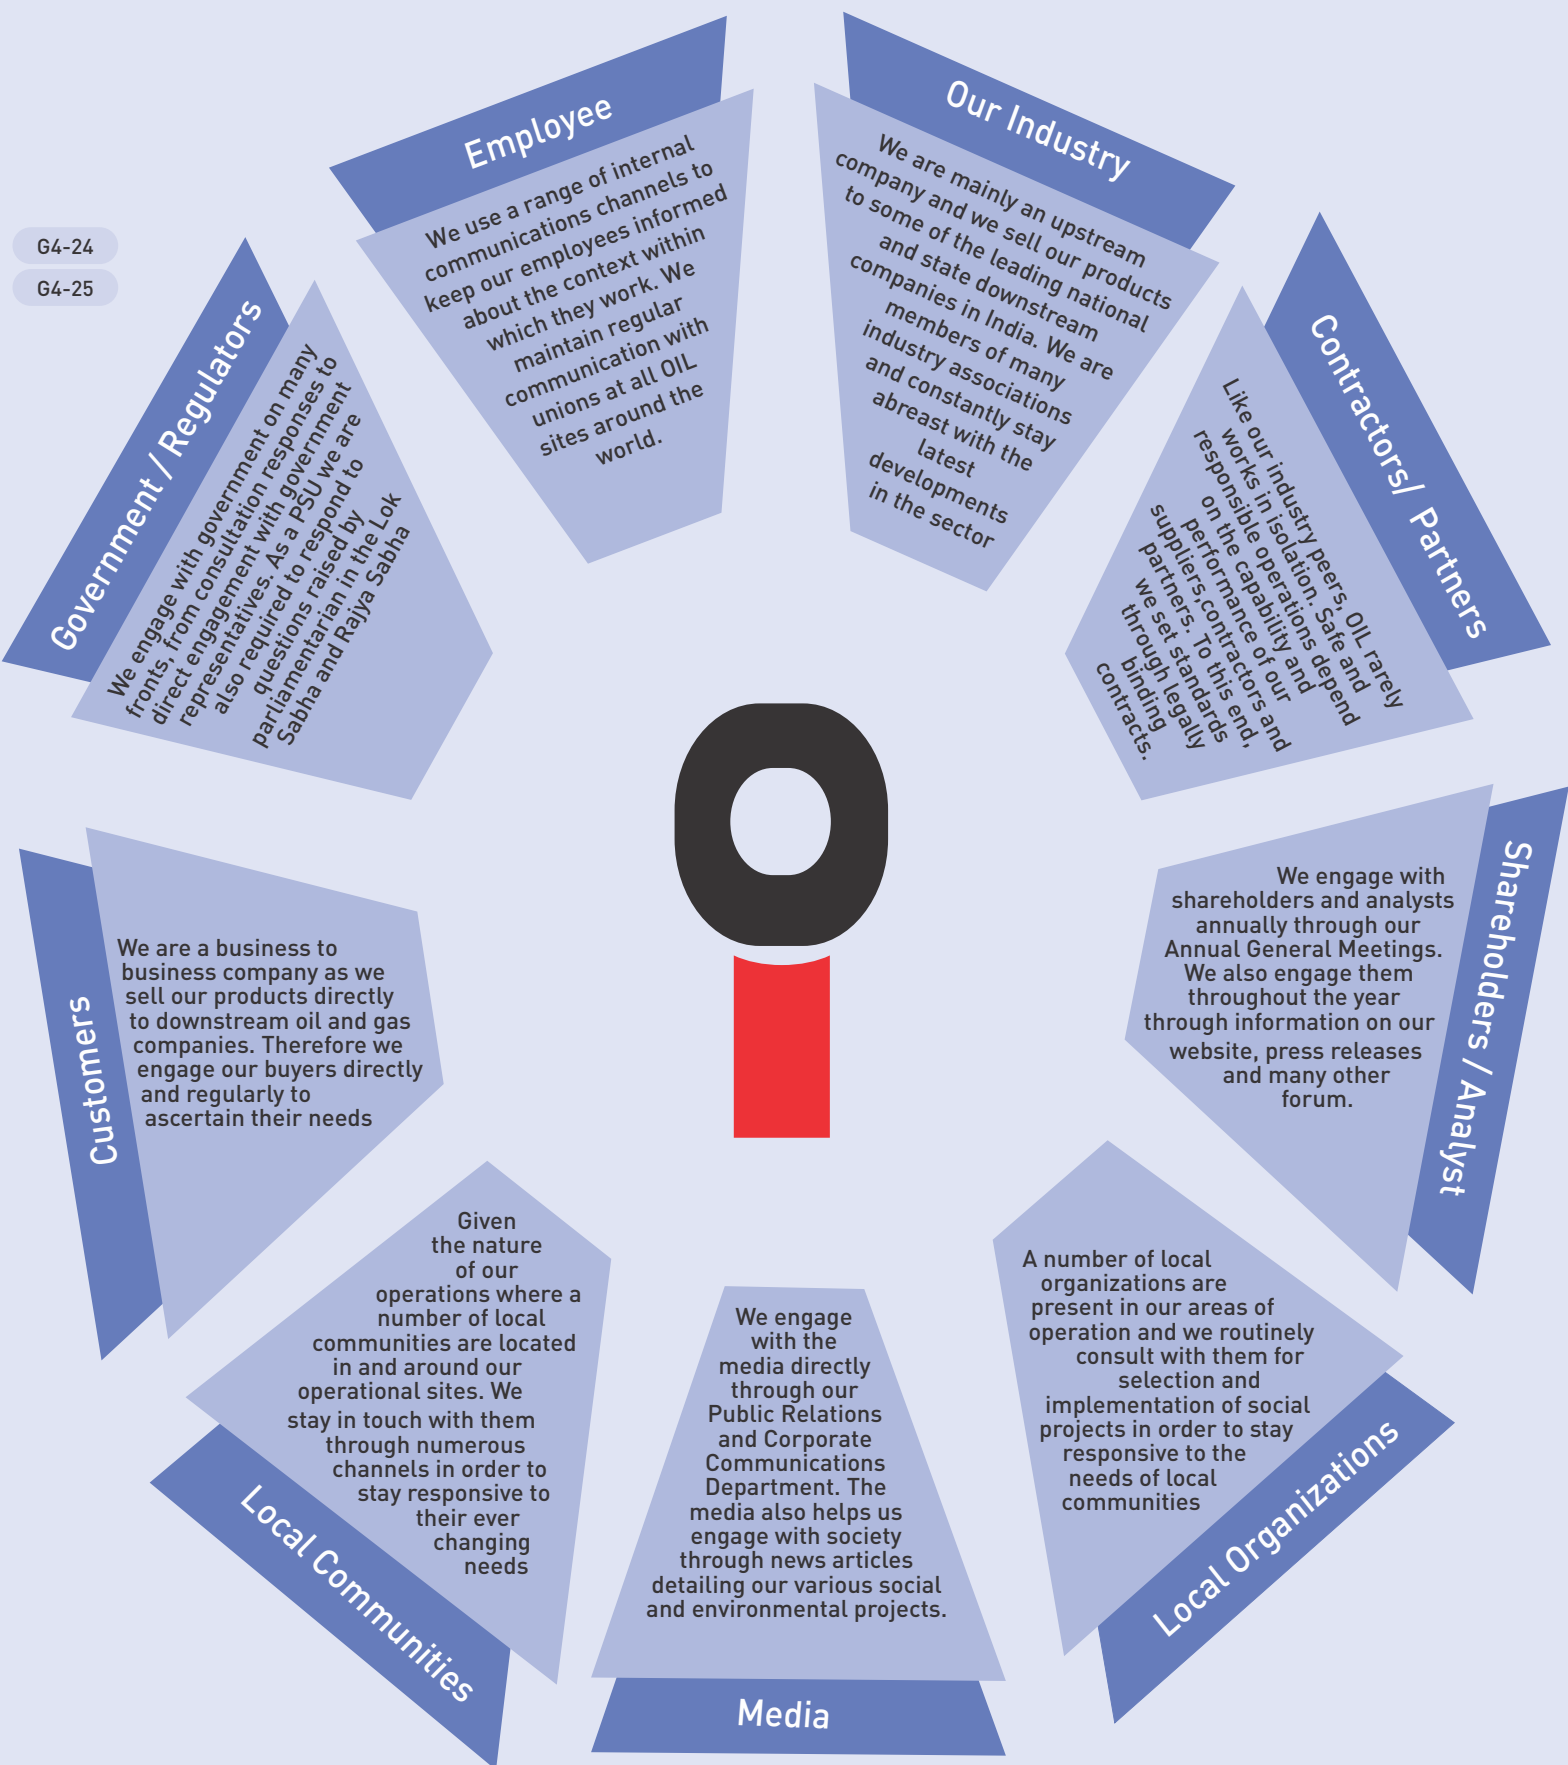 G4-24
G4-25
Employee
We use a range of internal
communications channels to
keep our employees informed
about the context within
which they work. We
maintain regular
communication with
unions at all OIL
sites around the
world.
Our Industry
We are mainly an upstream
company and we sell our products
to some of the leading national
and state downstream
companies in India. We are
members of many
industry associations
and constantly stay
abreast with the
latest
developments
in the sector
Contractors/ Partners
Like our industry peers, OIL rarely
works in isolation. Safe and
responsible operations depend
on the capability and
performance of our
suppliers,contractors and
partners. To this end,
we set standards
through legally
binding
contracts.
Shareholders / Analyst
We engage with
shareholders and analysts
annually through our
Annual General Meetings.
We also engage them
throughout the year
through information on our
website, press releases
and many other
forum.
Local Organizations
A number of local
organizations are
present in our areas of
operation and we routinely
consult with them for
selection and
implementation of social
projects in order to stay
responsive to the
needs of local
communities
Media
We engage
with the
media directly
through our
Public Relations
and Corporate
Communications
Department. The
media also helps us
engage with society
through news articles
detailing our various social
and environmental projects.
Local Communities
Given
the nature
of our
operations where a
number of local
communities are located
in and around our
operational sites. We
stay in touch with them
through numerous
channels in order to
stay responsive to
their ever
changing
needs
Customers
We are a business to
business company as we
sell our products directly
to downstream oil and gas
companies. Therefore we
engage our buyers directly
and regularly to
ascertain their needs
Government / Regulators
We engage with government on many
fronts, from consultation responses to
direct engagement with government
representatives. As a PSU we are
also required to respond to
questions raised by
parliamentarian in the Lok
Sabha and Rajya Sabha